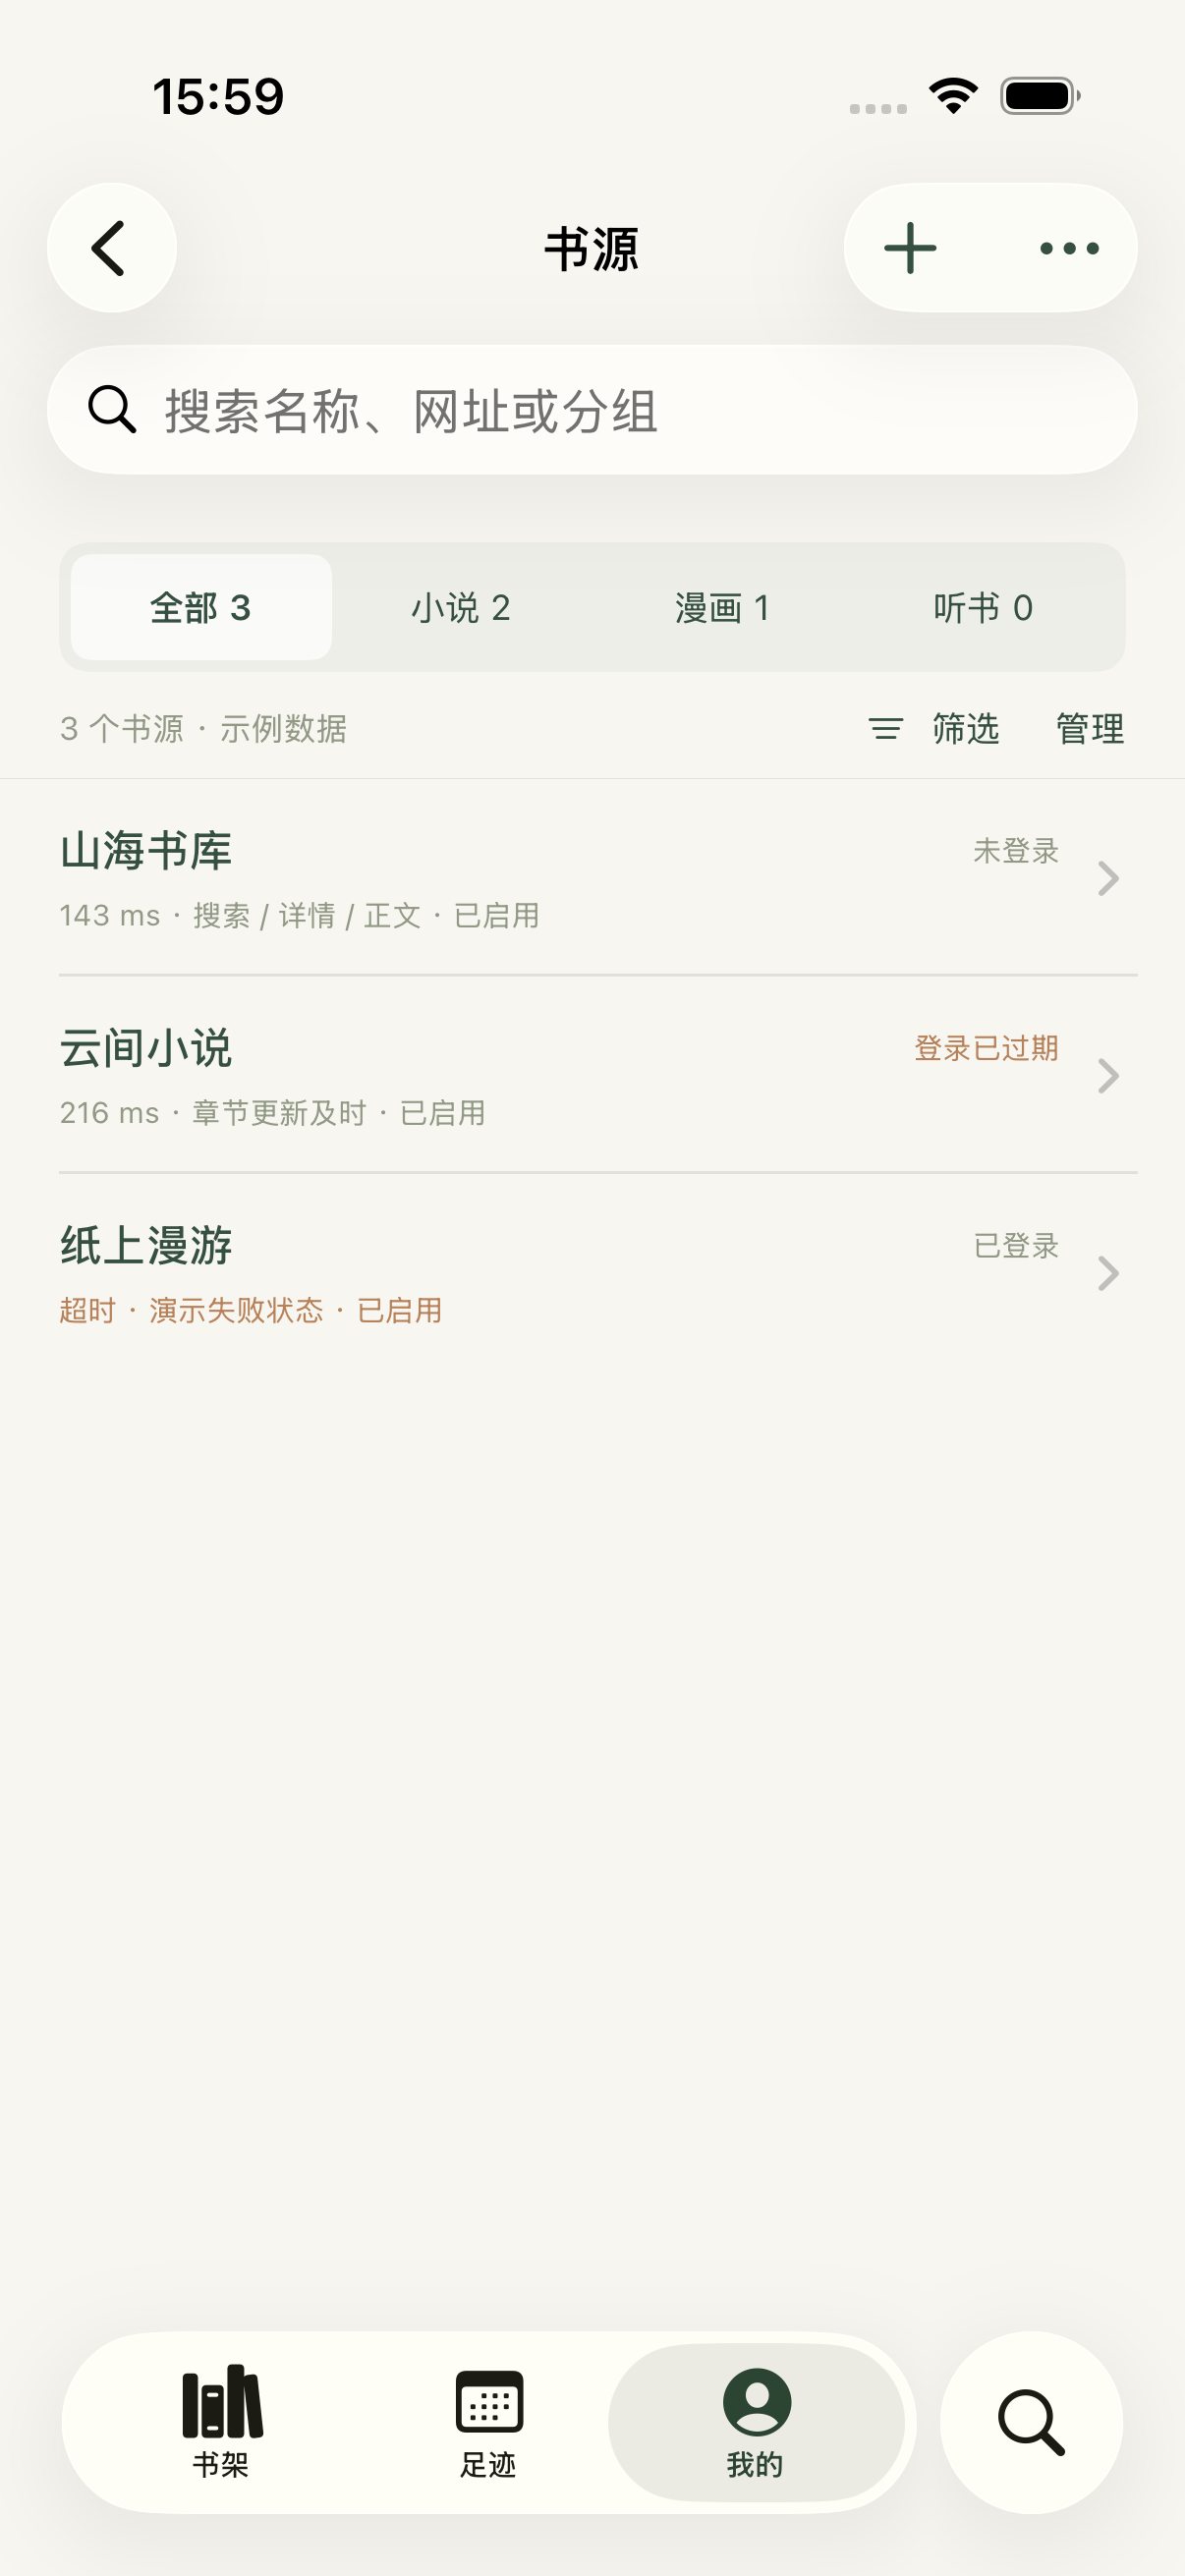 15:59
书源
搜索名称、网址或分组
全部 3 小说 2 漫画 1 听书 0
3 个书源 · 示例数据 筛选 管理
山海书库 未登录
143 ms · 搜索 / 详情 / 正文 · 已启用
云间小说 登录已过期
216 ms · 章节更新及时 · 已启用
纸上漫游 已登录
超时 · 演示失败状态 · 已启用
书架 足迹 我的